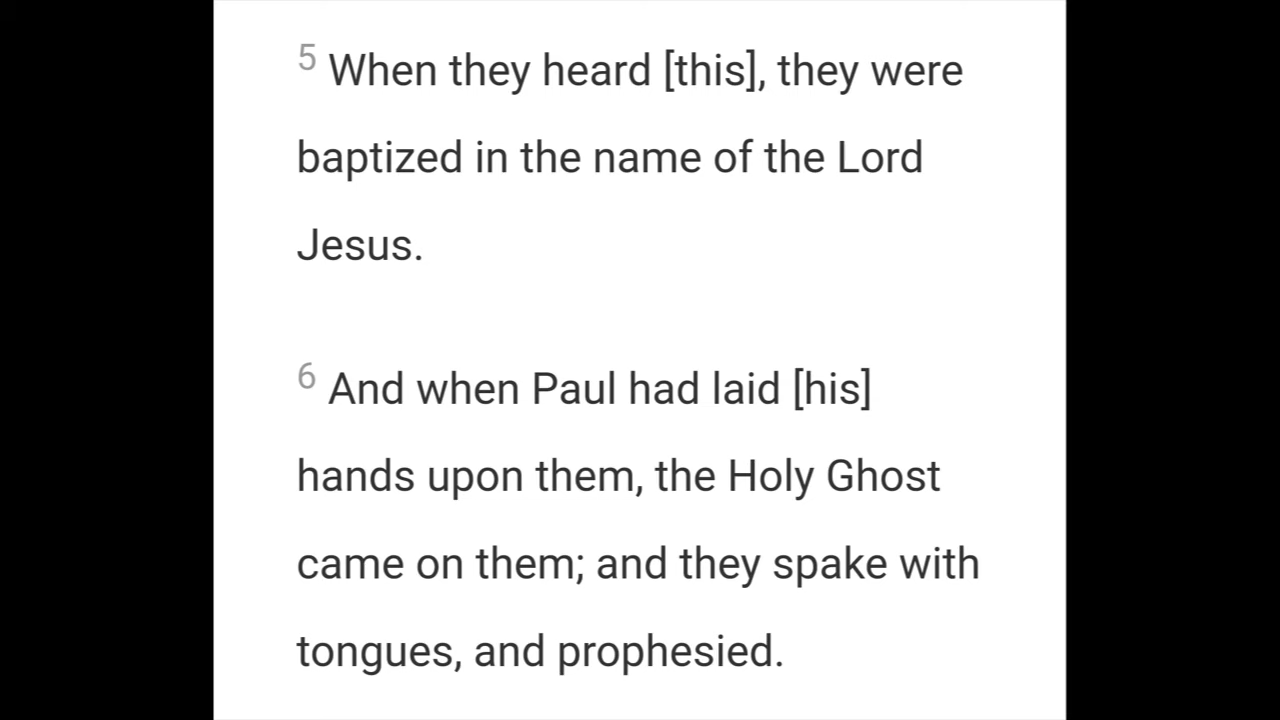 5 When they heard [this], they were
baptized in the name of the Lord
Jesus.
6 And when Paul had laid [his]
hands upon them, the Holy Ghost
came on them; and they spake with
tongues, and prophesied.